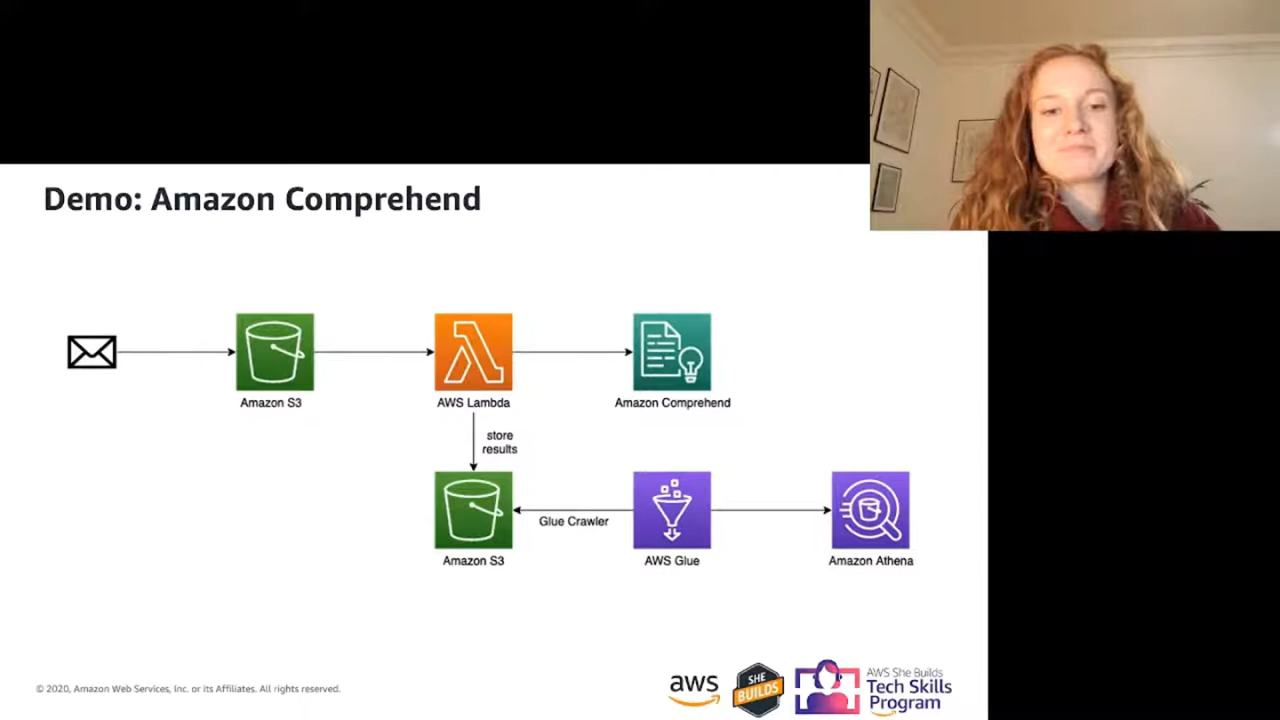 Demo: Amazon Comprehend
Amazon S3
AWS Lambda
Amazon Comprehend
store
results
Glue Crawler
Amazon S3
AWS Glue
Amazon Athena
© 2020, Amazon Web Services, Inc. or its Affiliates. All rights reserved.
aws
SHE
BUILDS
AWS She Builds
Tech Skills
Program